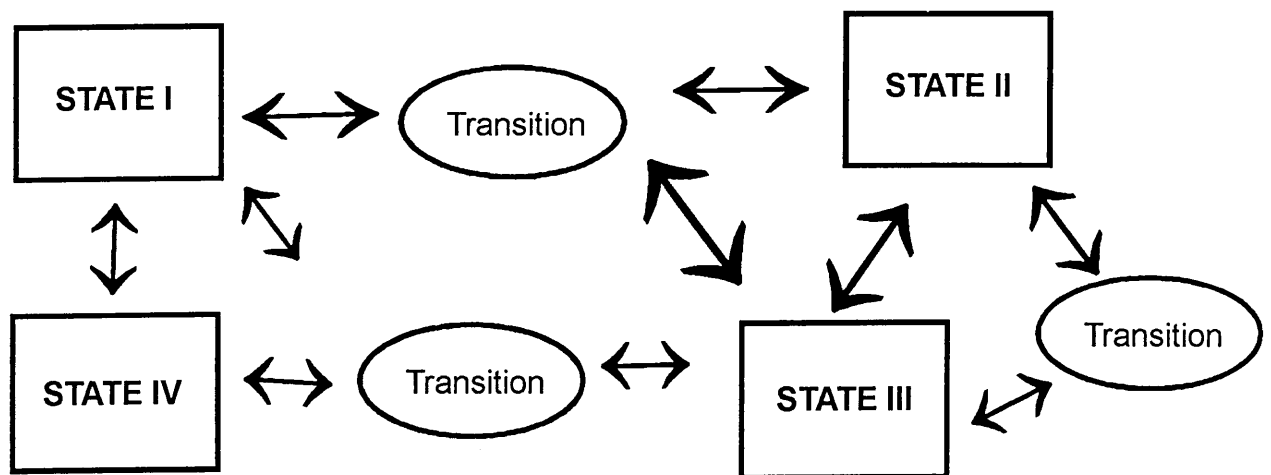 STATE I
Transition
STATE II
STATE IV
Transition
STATE III
Transition